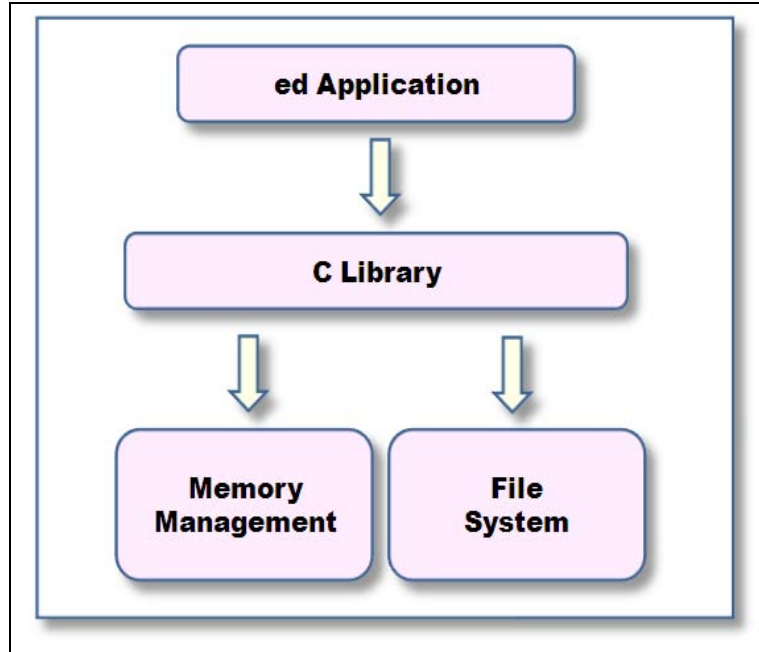 ed Application
C Library
Memory
Management
File
System